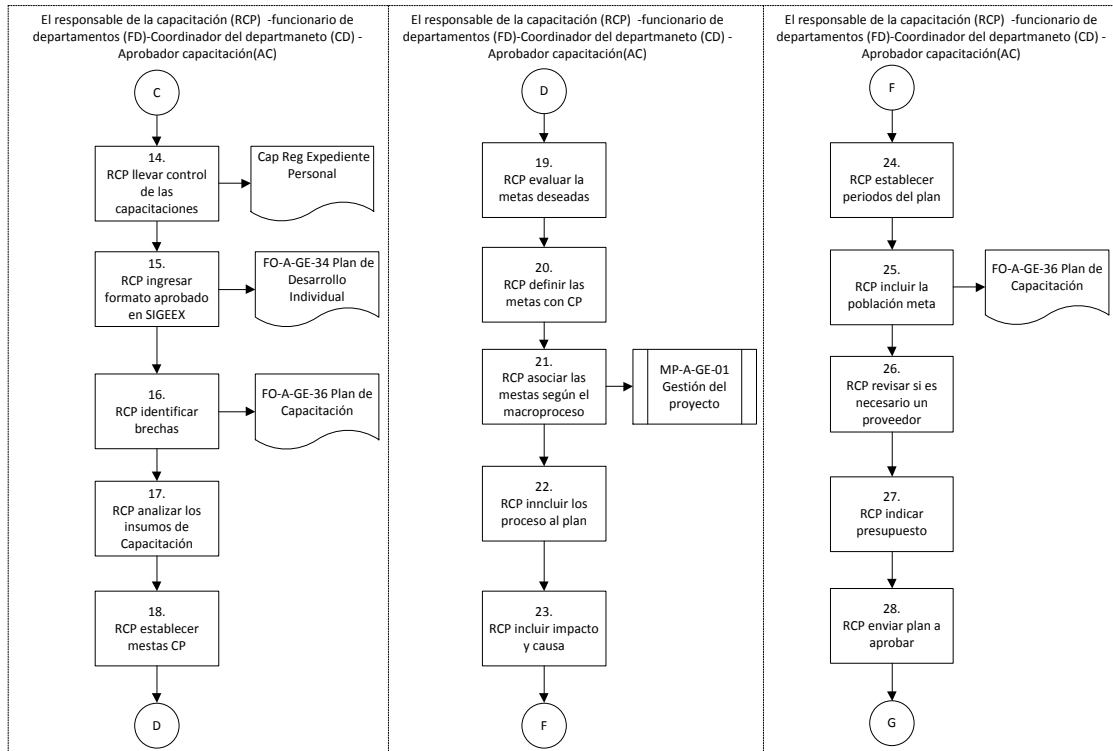 El responsable de la capacitación (RCP) -funcionario de
departamentos (FD)-Coordinador del departmaneto (CD) -
Aprobador capacitación(AC)
C
14.
RCP llevar control
de las
capacitaciones
Cap Reg Expediente
Personal
15.
RCP ingresar
formato aprobado
en SIGEEX
FO-A-GE-34 Plan de
Desarrollo
Individual
16.
RCP identificar
brechas
FO-A-GE-36 Plan de
Capacitación
17.
RCP analizar los
insumos de
Capacitación
18.
RCP establecer
mestas CP
D
El responsable de la capacitación (RCP) -funcionario de
departamentos (FD)-Coordinador del departmaneto (CD) -
Aprobador capacitación(AC)
D
19.
RCP evaluar la
metas deseadas
20.
RCP definir las
metas con CP
21.
RCP asociar las
mestas según el
macroproceso
MP-A-GE-01
Gestión del
proyecto
22.
RCP inncluir los
proceso al plan
23.
RCP incluir impacto
y causa
F
El responsable de la capacitación (RCP) -funcionario de
departamentos (FD)-Coordinador del departmaneto (CD) -
Aprobador capacitación(AC)
F
24.
RCP establecer
periodos del plan
25.
RCP incluir la
población meta
FO-A-GE-36 Plan de
Capacitación
26.
RCP revisar si es
necesario un
proveedor
27.
RCP indicar
presupuesto
28.
RCP enviar plan a
aprobar
G